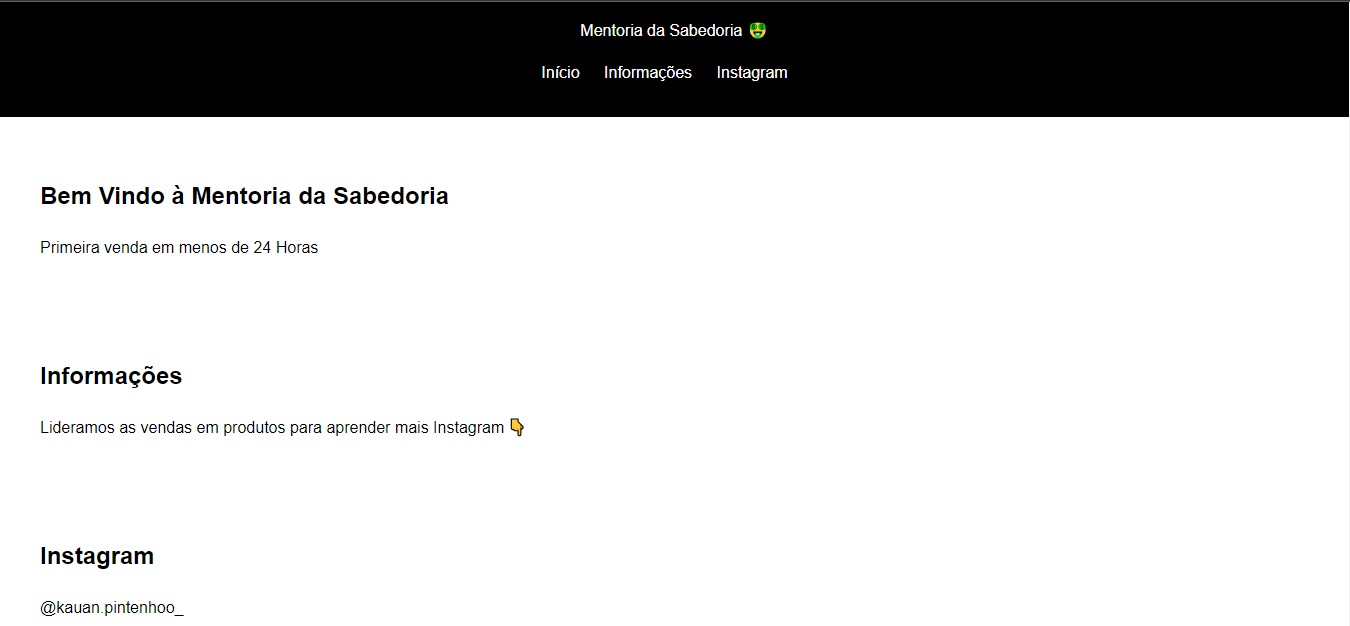 Mentoria da Sabedoria 🤑
Início Informações Instagram
Bem Vindo à Mentoria da Sabedoria
Primeira venda em menos de 24 Horas
Informações
Lideramos as vendas em produtos para aprender mais Instagram 👇
Instagram
@kauan.pintenhoo_